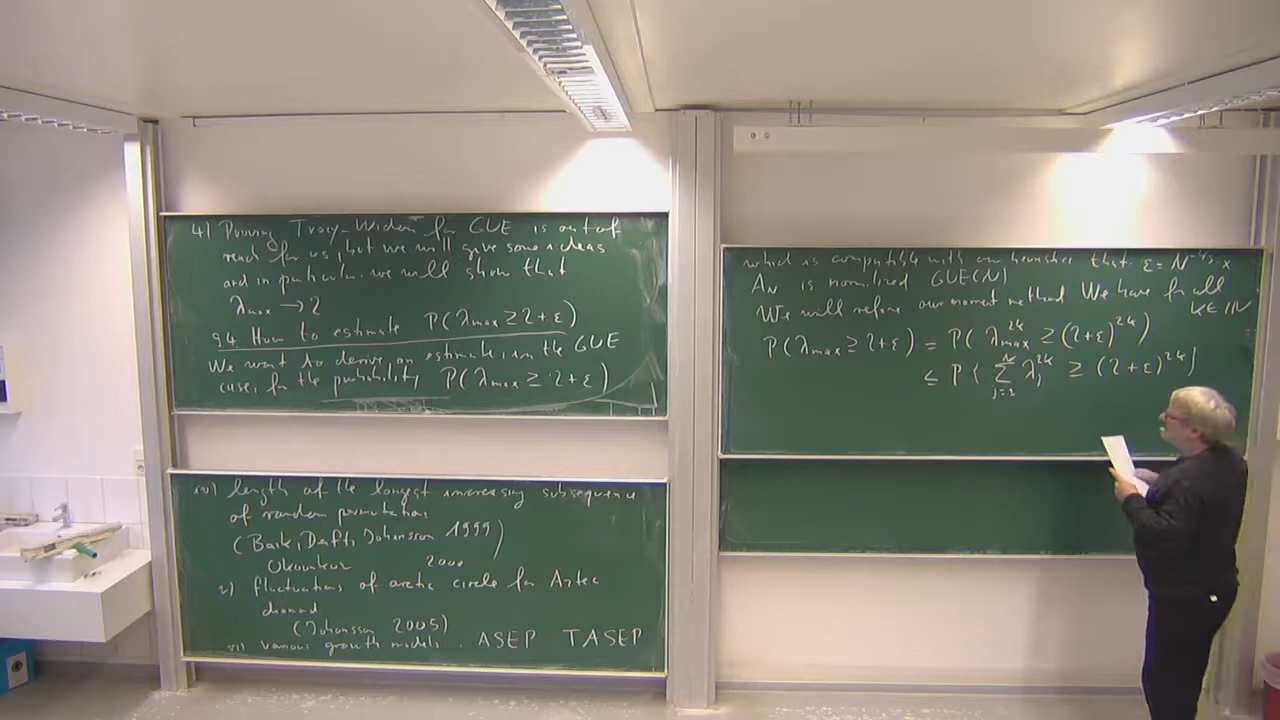 4) Proving Tracy-Widom for GUE is out of
reach for us, but we will give some ideas
and in particular we will show that
λmax → 2
§4 How to estimate P(λmax ≥ 2+ε)
We want to derive an estimate, in the GUE
case, for the probability P(λmax ≥ 2+ε)
iv) length of the longest increasing subsequence
of random permutation
(Baik, Deift, Johansson 1999)
Okounkov 2000
v) fluctuations of arctic circle for Aztec
diamond
(Johansson 2005)
vi) various growth models. ASEP TASEP
which is compatible with our heuristics that ε = N^{-2/3} x
A_N is normalized GUE(N)
We will refine our moment method. We have for all
k ∈ ℕ
P(λmax ≥ 2+ε) = P(λmax^{2k} ≥ (2+ε)^{2k})
≤ P{∑_{j=1}^{N} λ_j^{2k} ≥ (2+ε)^{2k}}